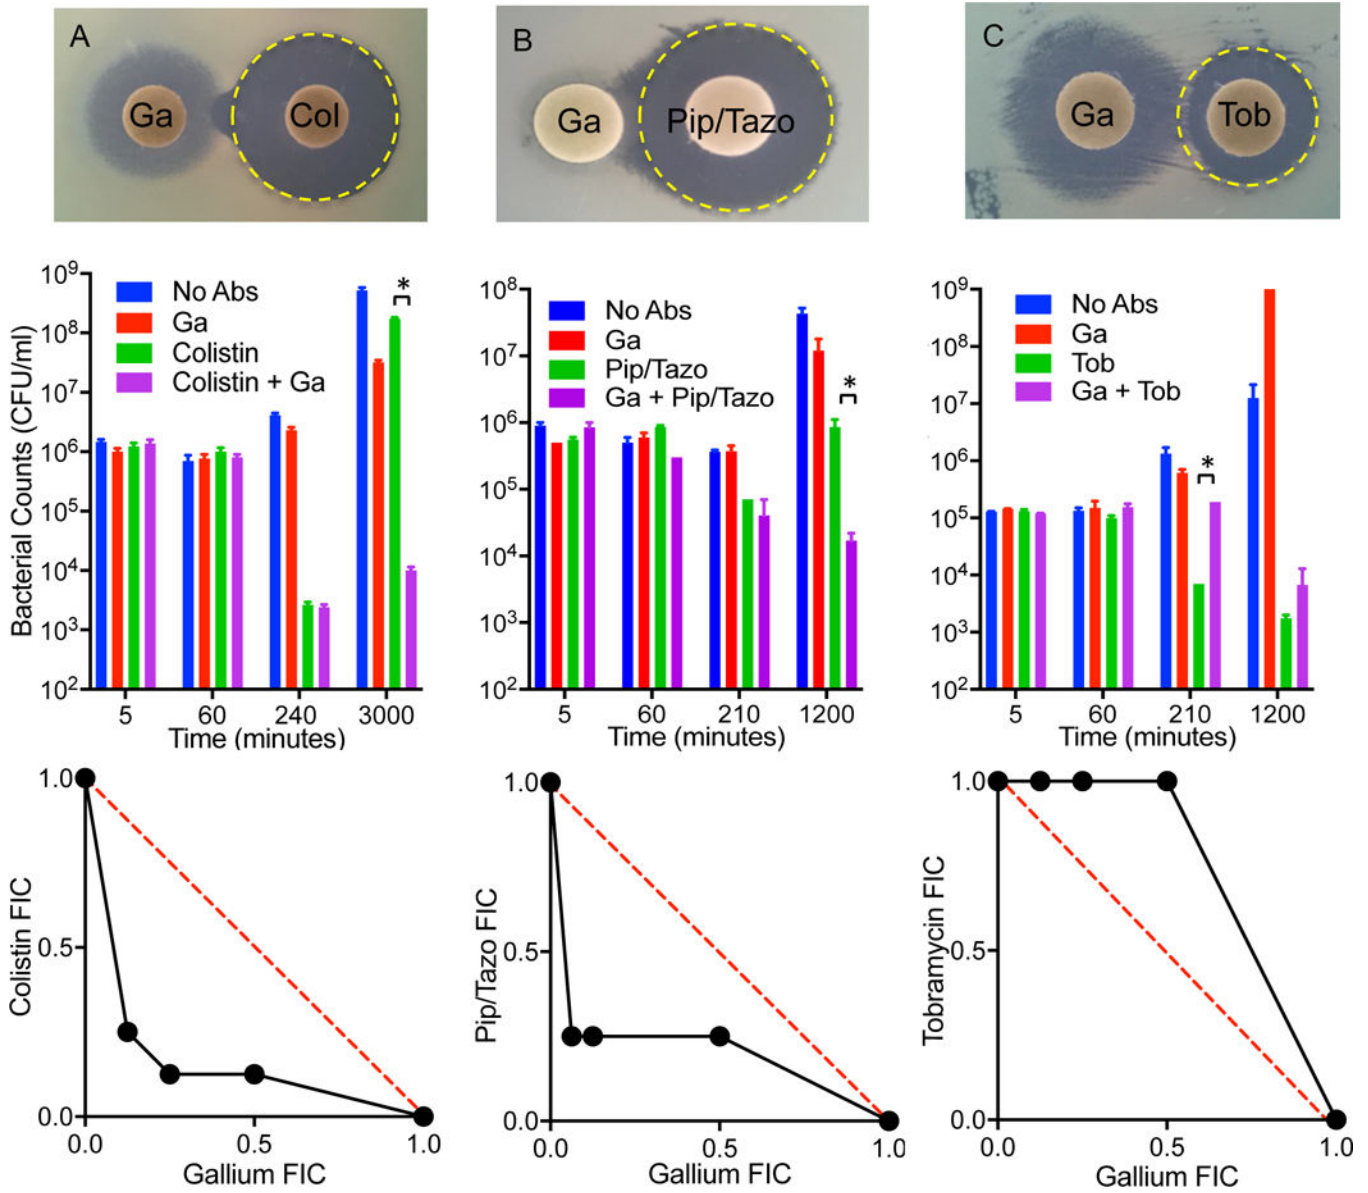 A
Ga
Col
B
Ga
Pip/Tazo
C
Ga
Tob
Bacterial Counts (CFU/ml)
10⁹
10⁸
10⁷
10⁶
10⁵
10⁴
10³
10²
No Abs
Ga
Colistin
Colistin + Ga
*
5
60
240
3000
Time (minutes)
10⁸
10⁷
10⁶
10⁵
10⁴
10³
10²
No Abs
Ga
Pip/Tazo
Ga + Pip/Tazo
*
5
60
210
1200
Time (minutes)
10⁹
10⁸
10⁷
10⁶
10⁵
10⁴
10³
10²
No Abs
Ga
Tob
Ga + Tob
*
5
60
210
1200
Time (minutes)
Colistin FIC
1.0
0.5
0.0
0.0
0.5
1.0
Gallium FIC
Pip/Tazo FIC
1.0
0.5
0.0
0.0
0.5
1.0
Gallium FIC
Tobramycin FIC
1.0
0.5
0.0
0.0
0.5
1.0
Gallium FIC